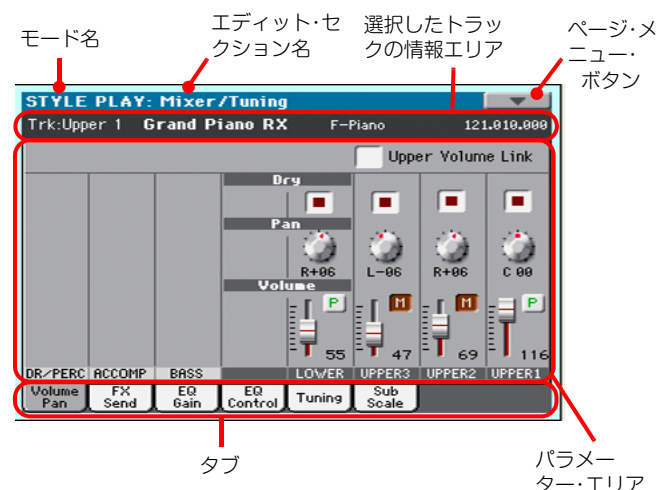 モード名
エディット・セ
クション名
選択したトラッ
クの情報エリア
ページ・メ
ニュー・
ボタン
STYLE PLAY: Mixer/Tuning
Trk:Upper 1 Grand Piano RX F-Piano 121.010.000
Upper Volume Link
Dry
Pan
R+06 L-06 R+06 C 00
Volume
P M M P
55 47 69 116
DR/PERC ACCOMP BASS LOWER UPPER3 UPPER2 UPPER1
Volume Pan FX Send EQ Gain EQ Control Tuning Sub Scale
タブ
パラメー
ター・エリア